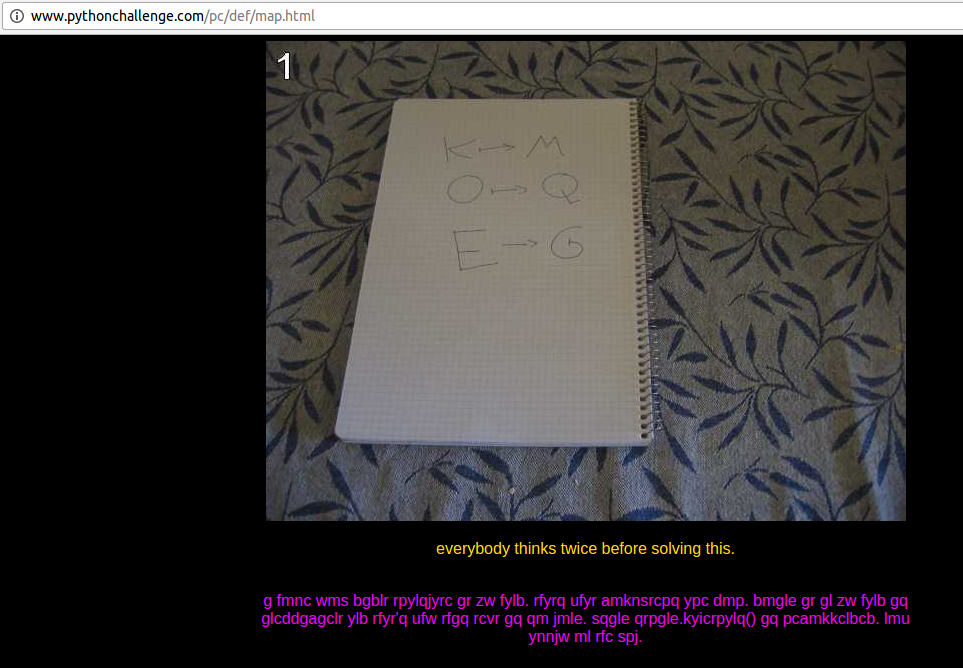 www.pythonchallenge.com/pc/def/map.html
1
K → M
O → Q
E → G
everybody thinks twice before solving this.
g fmnc wms bgblr rpylqjyrc gr zw fylb. rfyrq ufyr amknsrcpq ypc dmp. bmgle gr gl zw fylb gq
glcddgagclr ylb rfyr'q ufw rfgq rcvr gq qm jmle. sqgle qrpgle.kyicrpylq() gq pcamkkclbcb. lmu
ynnjw ml rfc spj.